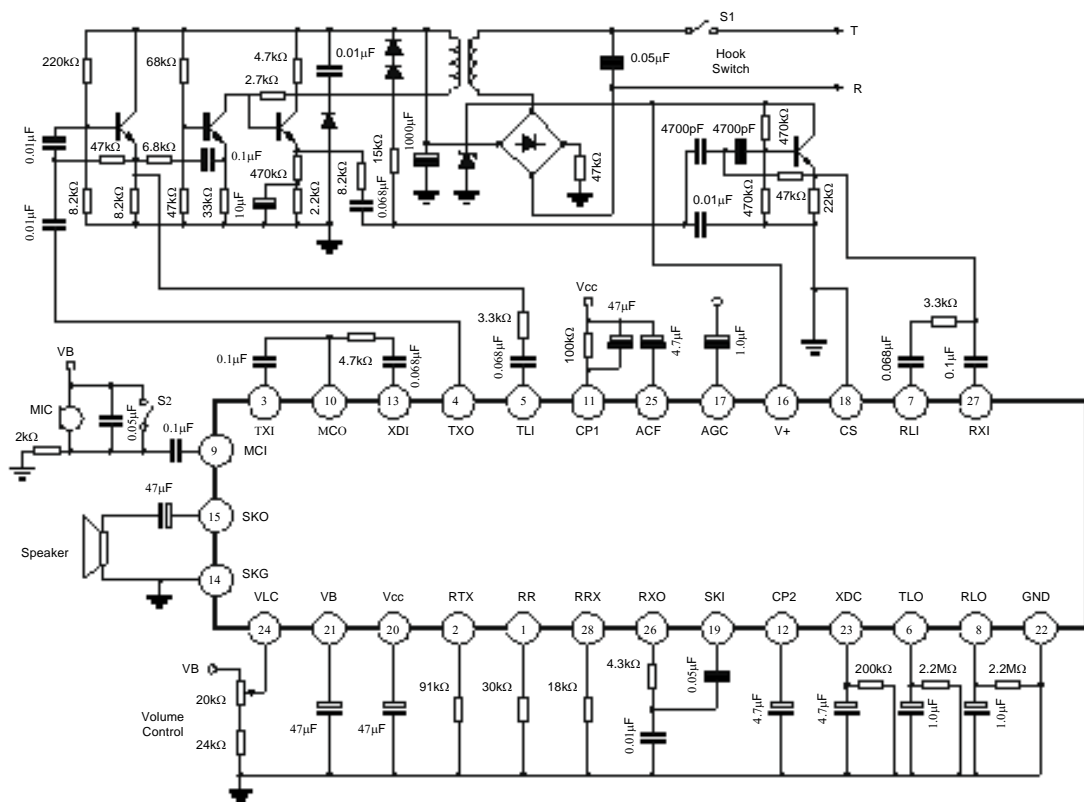 S1
T
Hook
Switch
R
220kΩ
68kΩ
4.7kΩ
0.01μF
0.05μF
2.7kΩ
0.01μF
47kΩ
6.8kΩ
0.1μF
470kΩ
15kΩ
1000μF
47kΩ
4700pF
4700pF
470kΩ
8.2kΩ
8.2kΩ
47kΩ
33kΩ
10μF
2.2kΩ
8.2kΩ
0.068μF
0.01μF
470kΩ
47kΩ
22kΩ
0.01μF
Vcc
47μF
3.3kΩ
0.068μF
100kΩ
4.7μF
1.0μF
3.3kΩ
0.068μF
0.1μF
VB
0.1μF
4.7kΩ
0.068μF
MIC
0.05μF
S2
2kΩ
0.1μF
3
10
13
4
5
11
25
17
16
18
7
27
TXI
MCO
XDI
TXO
TLI
CP1
ACF
AGC
V+
CS
RLI
RXI
9
MCI
47μF
15
SKO
Speaker
14
SKG
VLC
VB
Vcc
RTX
RR
RRX
RXO
SKI
CP2
XDC
TLO
RLO
GND
24
21
20
2
1
28
26
19
12
23
6
8
22
VB
20kΩ
Volume
Control
24kΩ
47μF
47μF
91kΩ
30kΩ
18kΩ
4.3kΩ
0.05μF
0.01μF
4.7μF
4.7μF
200kΩ
1.0μF
2.2MΩ
1.0μF
2.2MΩ